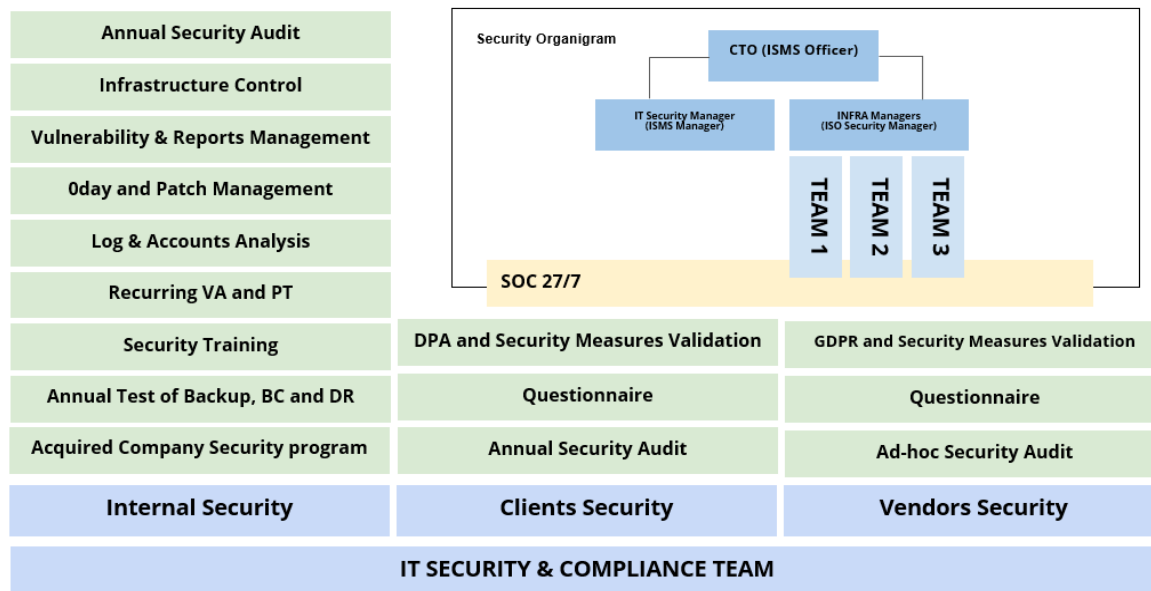 Annual Security Audit
Infrastructure Control
Vulnerability & Reports Management
0day and Patch Management
Log & Accounts Analysis
Recurring VA and PT
Security Training
Annual Test of Backup, BC and DR
Acquired Company Security program
Internal Security
Security Organigram
CTO (ISMS Officer)
IT Security Manager
(ISMS Manager)
INFRA Managers
(ISO Security Manager)
TEAM 1
TEAM 2
TEAM 3
SOC 27/7
DPA and Security Measures Validation
Questionnaire
Annual Security Audit
Clients Security
GDPR and Security Measures Validation
Questionnaire
Ad-hoc Security Audit
Vendors Security
IT SECURITY & COMPLIANCE TEAM